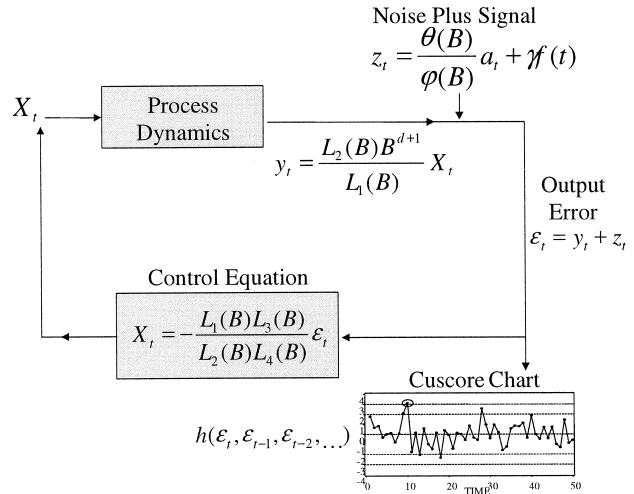 Noise Plus Signal
z_t = θ(B)/φ(B) a_t + γf(t)
X_t
Process
Dynamics
y_t = L_2(B)B^{d+1}/L_1(B) X_t
Output
Error
ε_t = y_t + z_t
Control Equation
X_t = - L_1(B)L_3(B)/L_2(B)L_4(B) ε_t
Cuscore Chart
h(ε_t, ε_{t-1}, ε_{t-2}, ...)
4
3
2
1
0
-1
-2
-3
-4
0 10 20 30 40 50
TIME